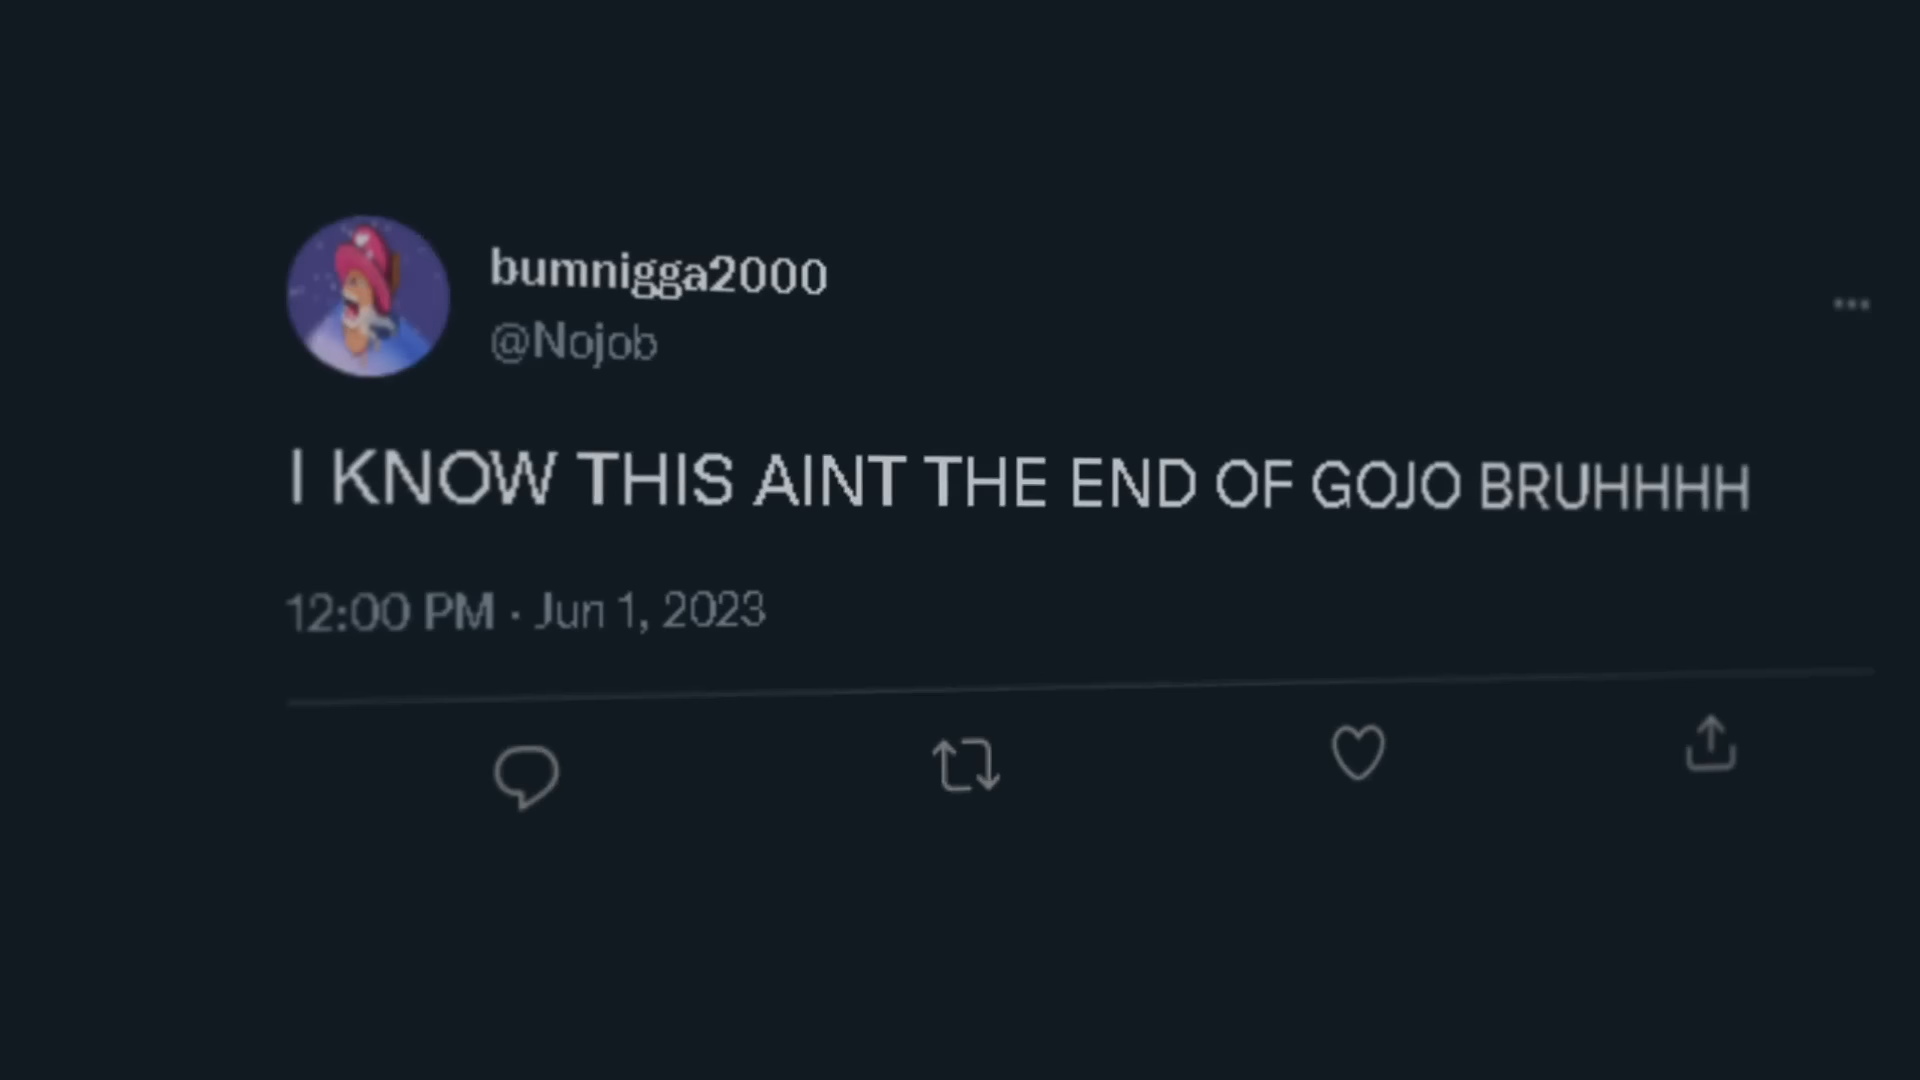 bumnigga2000
@Nojob
I KNOW THIS AINT THE END OF GOJO BRUHHHH
12:00 PM · Jun 1, 2023